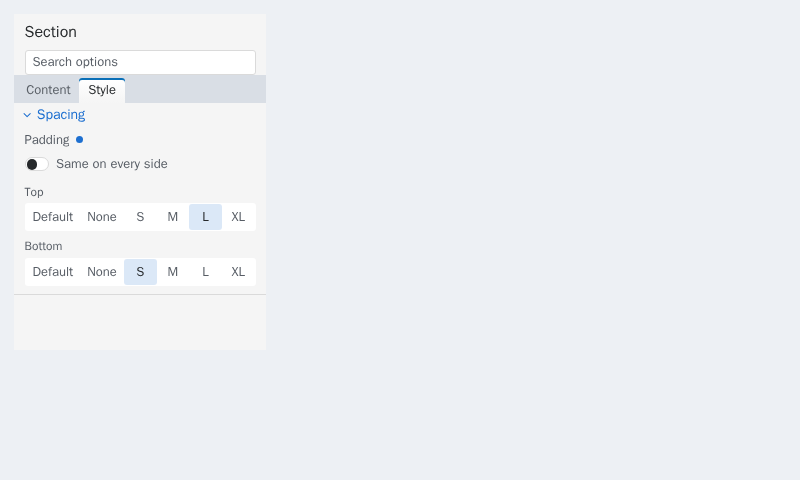 Section
Search options
Content Style
Spacing
Padding
Same on every side
Top
Default None S M L XL
Bottom
Default None S M L XL